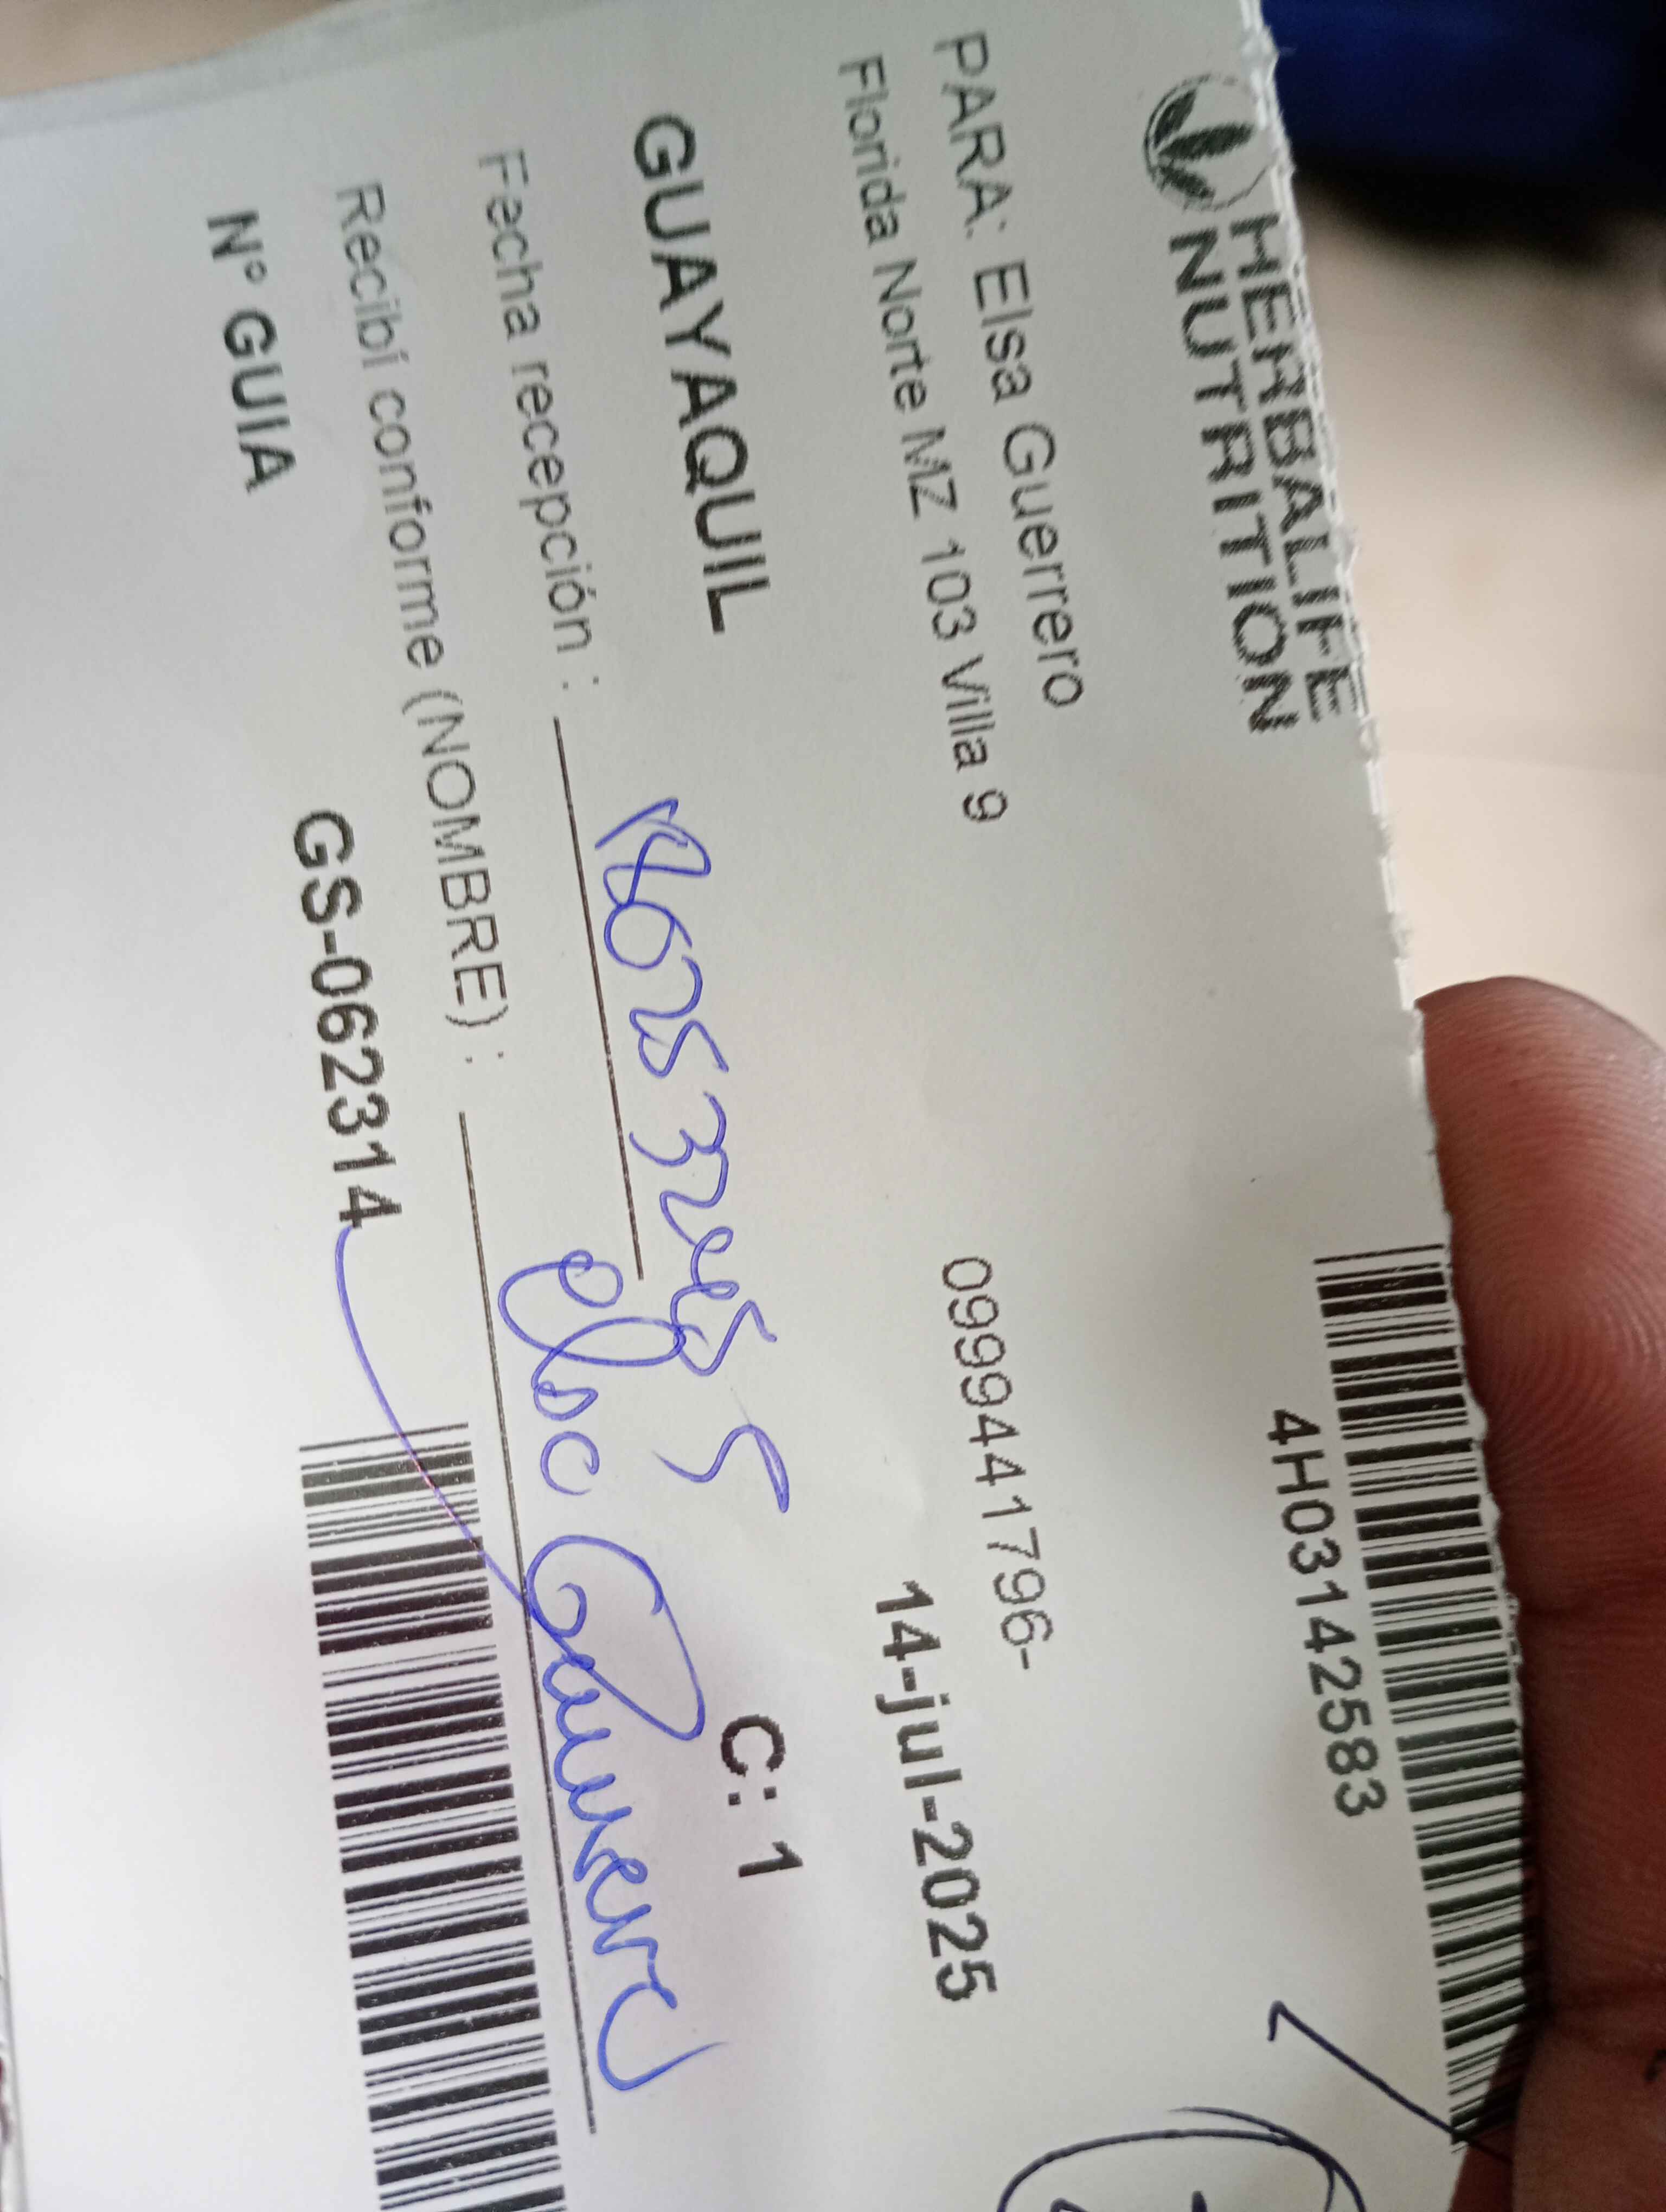 HERBALIFE
NUTRITION
4H03142583
PARA: Elsa Guerrero
0999441796-
Florida Norte MZ 103 Villa 9
14-jul-2025
GUAYAQUIL
C: 1
Fecha recepción :
Recibí conforme (NOMBRE) : Elsa Guerrero
N° GUIA GS-062314